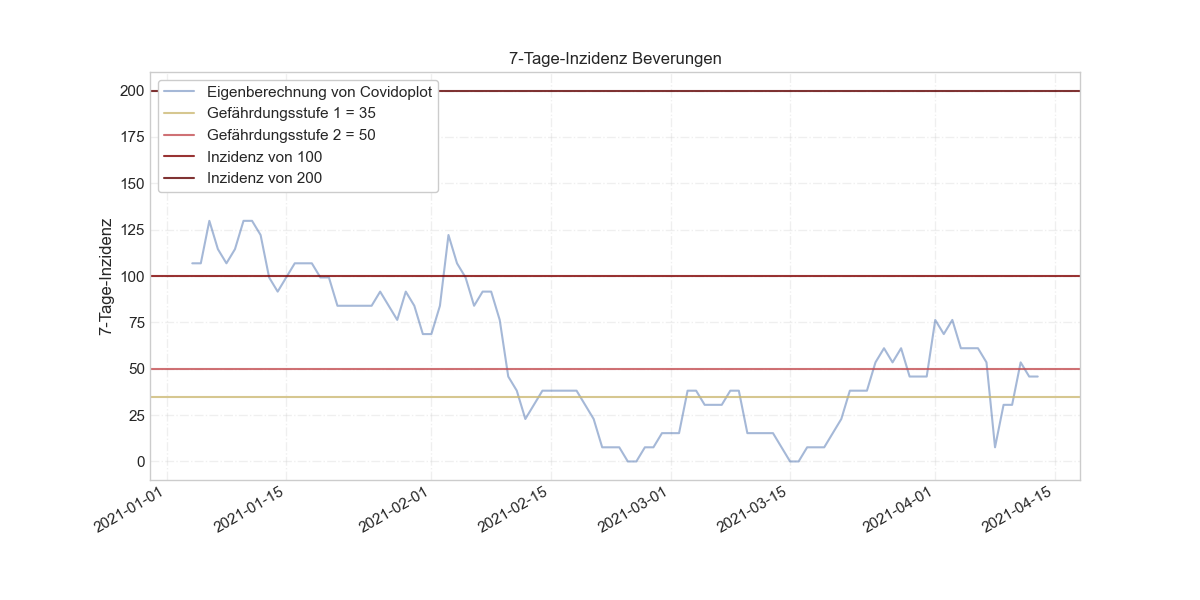 7-Tage-Inzidenz Beverungen
Eigenberechnung von Covidoplot
Gefährdungsstufe 1 = 35
Gefährdungsstufe 2 = 50
Inzidenz von 100
Inzidenz von 200
7-Tage-Inzidenz
200
175
150
125
100
75
50
25
0
2021-01-01
2021-01-15
2021-02-01
2021-02-15
2021-03-01
2021-03-15
2021-04-01
2021-04-15